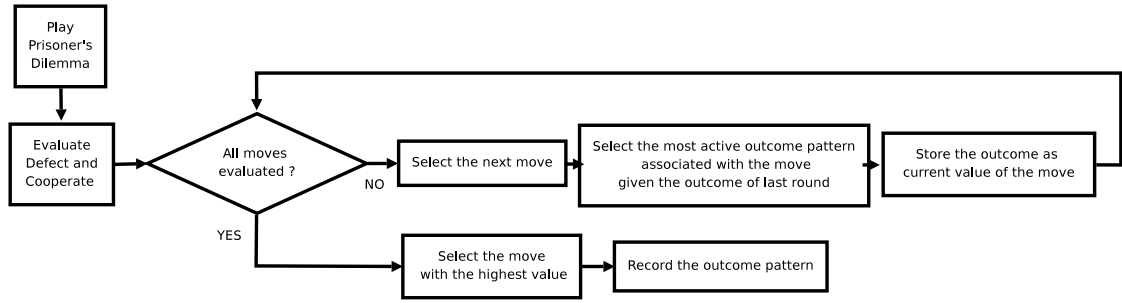 Play
Prisoner's
Dilemma
Evaluate
Defect and
Cooperate
All moves
evaluated ?
NO
Select the next move
Select the most active outcome pattern
associated with the move
given the outcome of last round
Store the outcome as
current value of the move
YES
Select the move
with the highest value
Record the outcome pattern